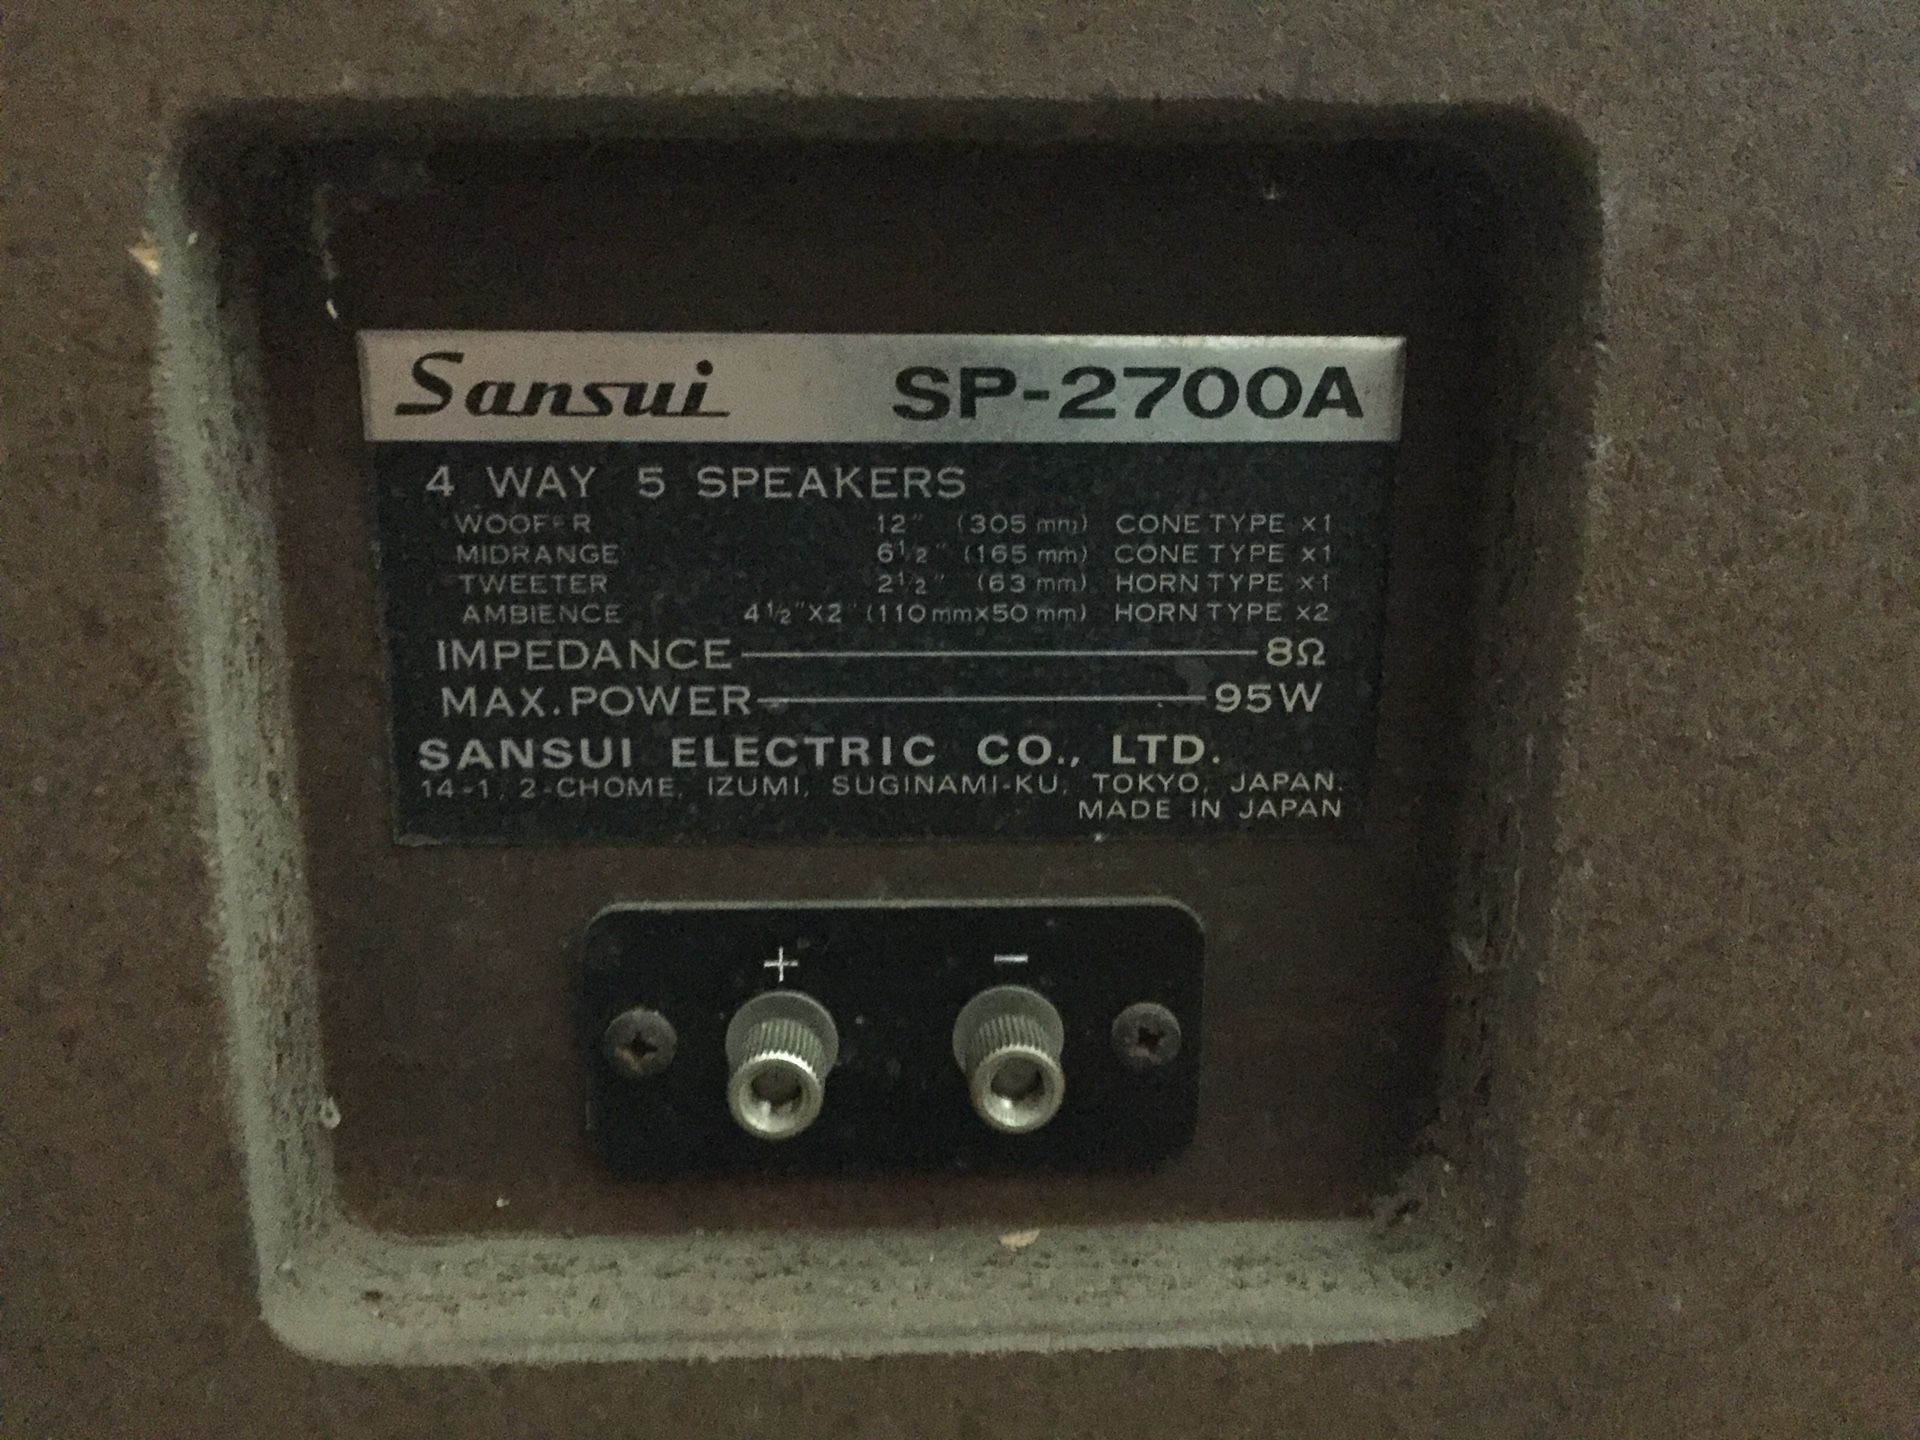 Sansui SP-2700A
4 WAY 5 SPEAKERS
WOOFER 12" (305 mm) CONE TYPE x1
MIDRANGE 6½" (165 mm) CONE TYPE x1
TWEETER 2½" (63 mm) HORN TYPE x1
AMBIENCE 4½"X2" (110 mmx50 mm) HORN TYPE x2
IMPEDANCE 8Ω
MAX. POWER 95W
SANSUI ELECTRIC CO., LTD.
14-1, 2-CHOME, IZUMI, SUGINAMI-KU, TOKYO, JAPAN.
MADE IN JAPAN
+ −